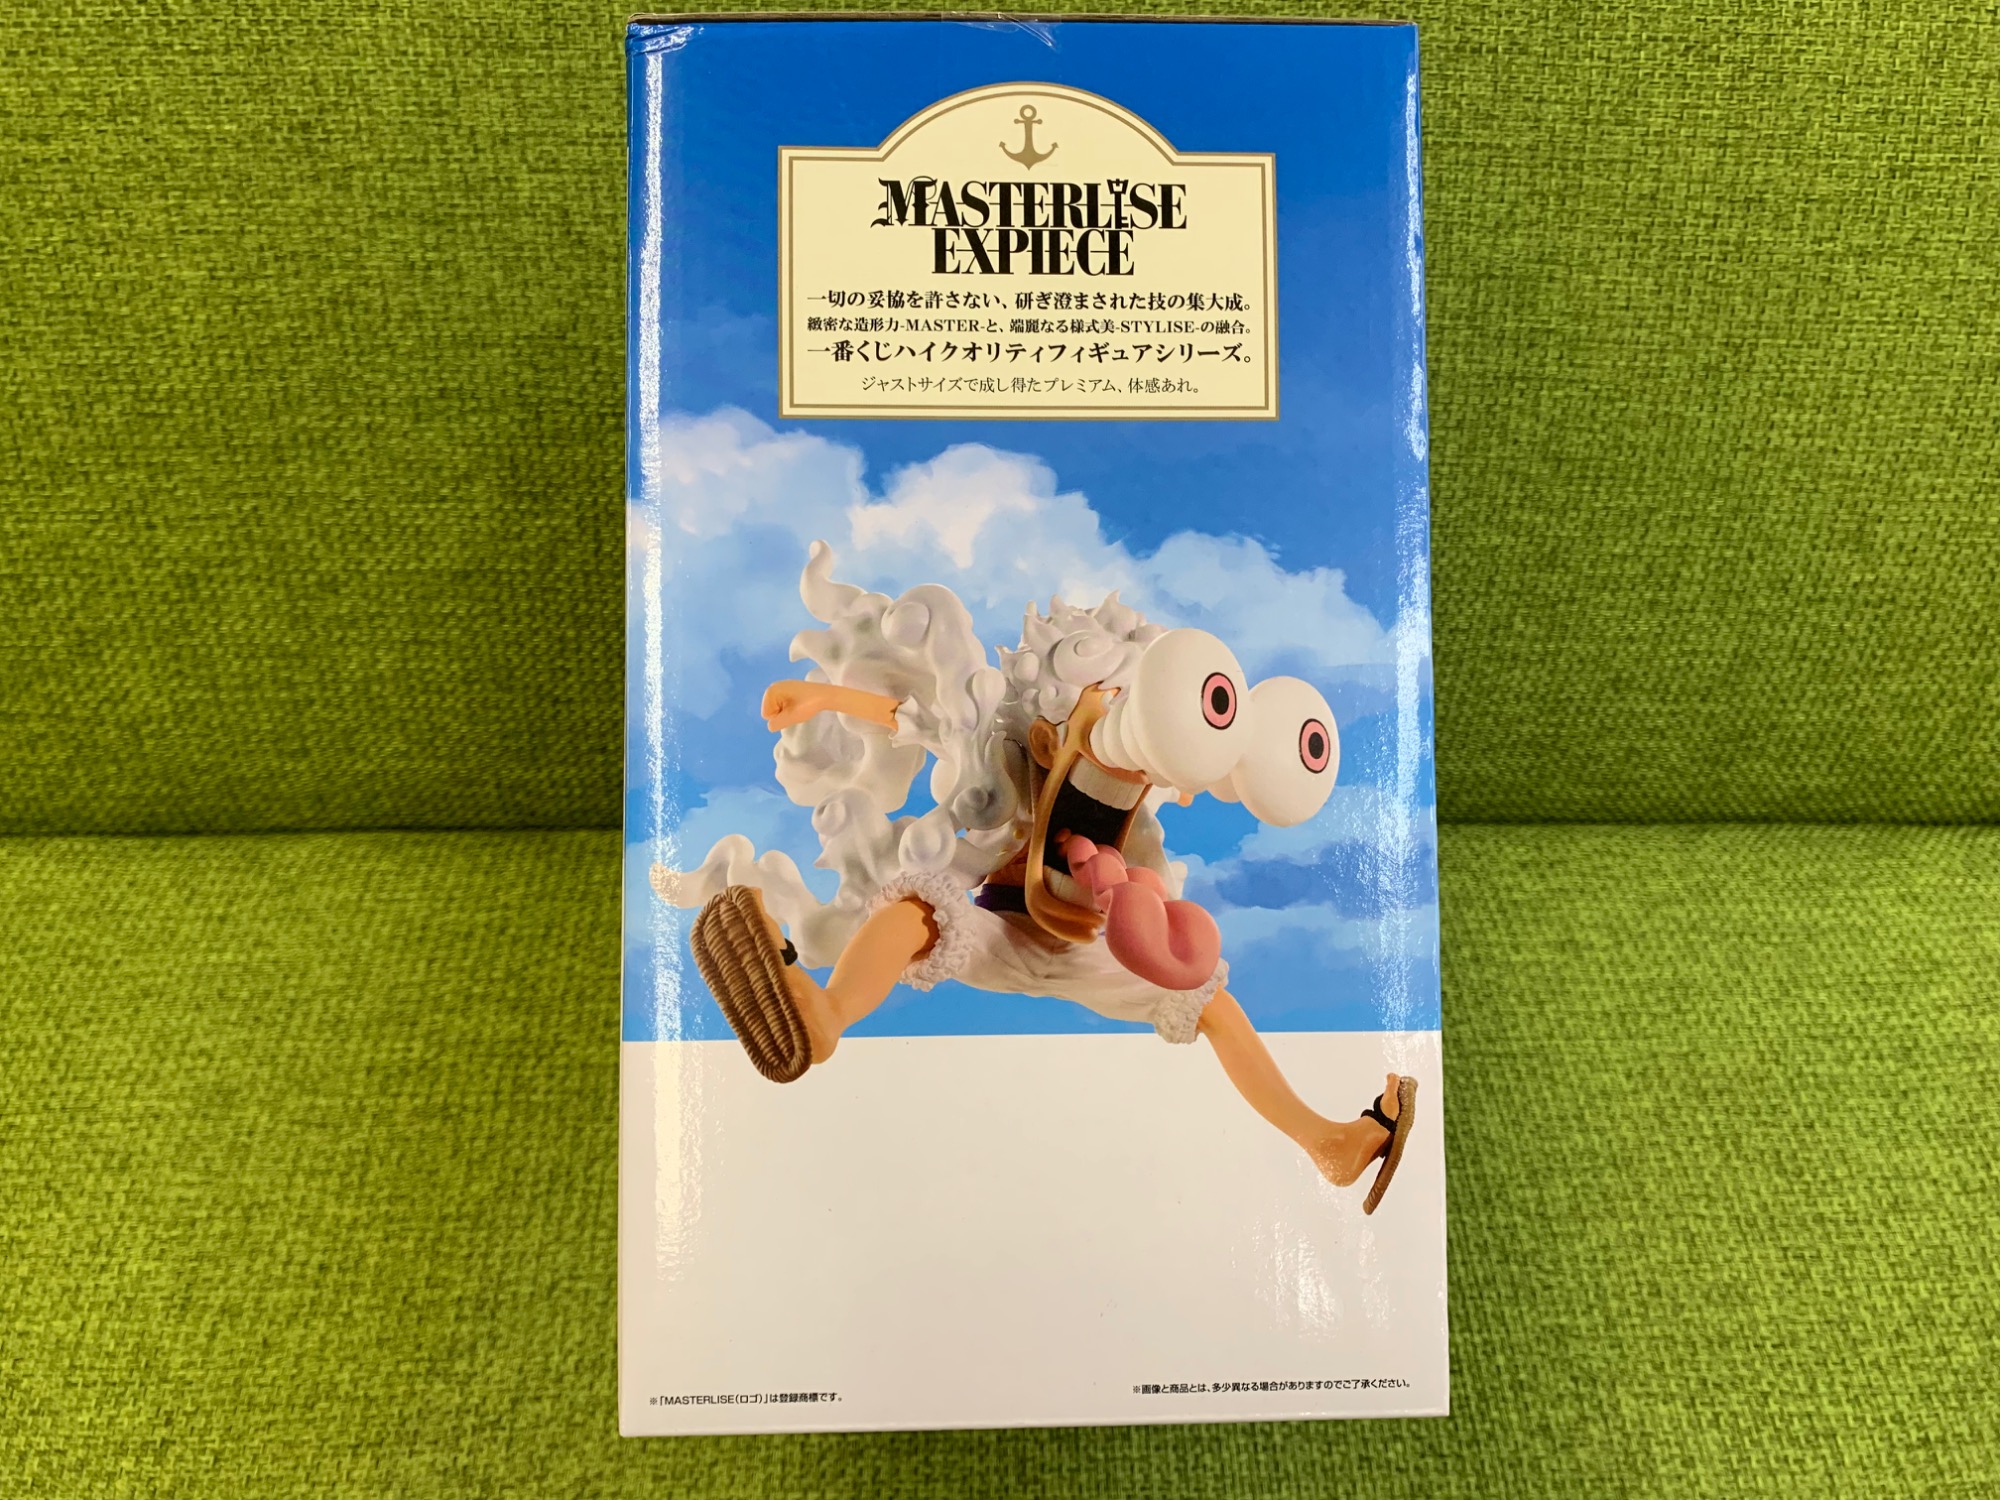 MASTERLISE
EXPIECE
一切の妥協を許さない、研ぎ澄まされた技の集大成。
緻密な造形力-MASTER-と、端麗なる様式美-STYLISE-の融合。
一番くじハイクオリティフィギュアシリーズ。
ジャストサイズで成し得たプレミアム、体感あれ。
※「MASTERLISE(ロゴ)」は登録商標です。
※画像と商品とは、多少異なる場合がありますのでご了承ください。